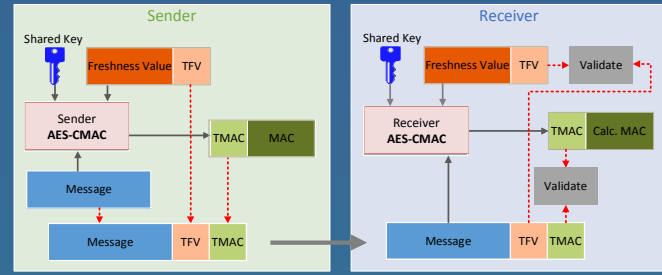 Sender
Shared Key
Freshness Value TFV
Sender
AES-CMAC
TMAC MAC
Message
Message TFV TMAC
Receiver
Shared Key
Freshness Value TFV
Validate
Receiver
AES-CMAC
TMAC Calc. MAC
Validate
Message TFV TMAC